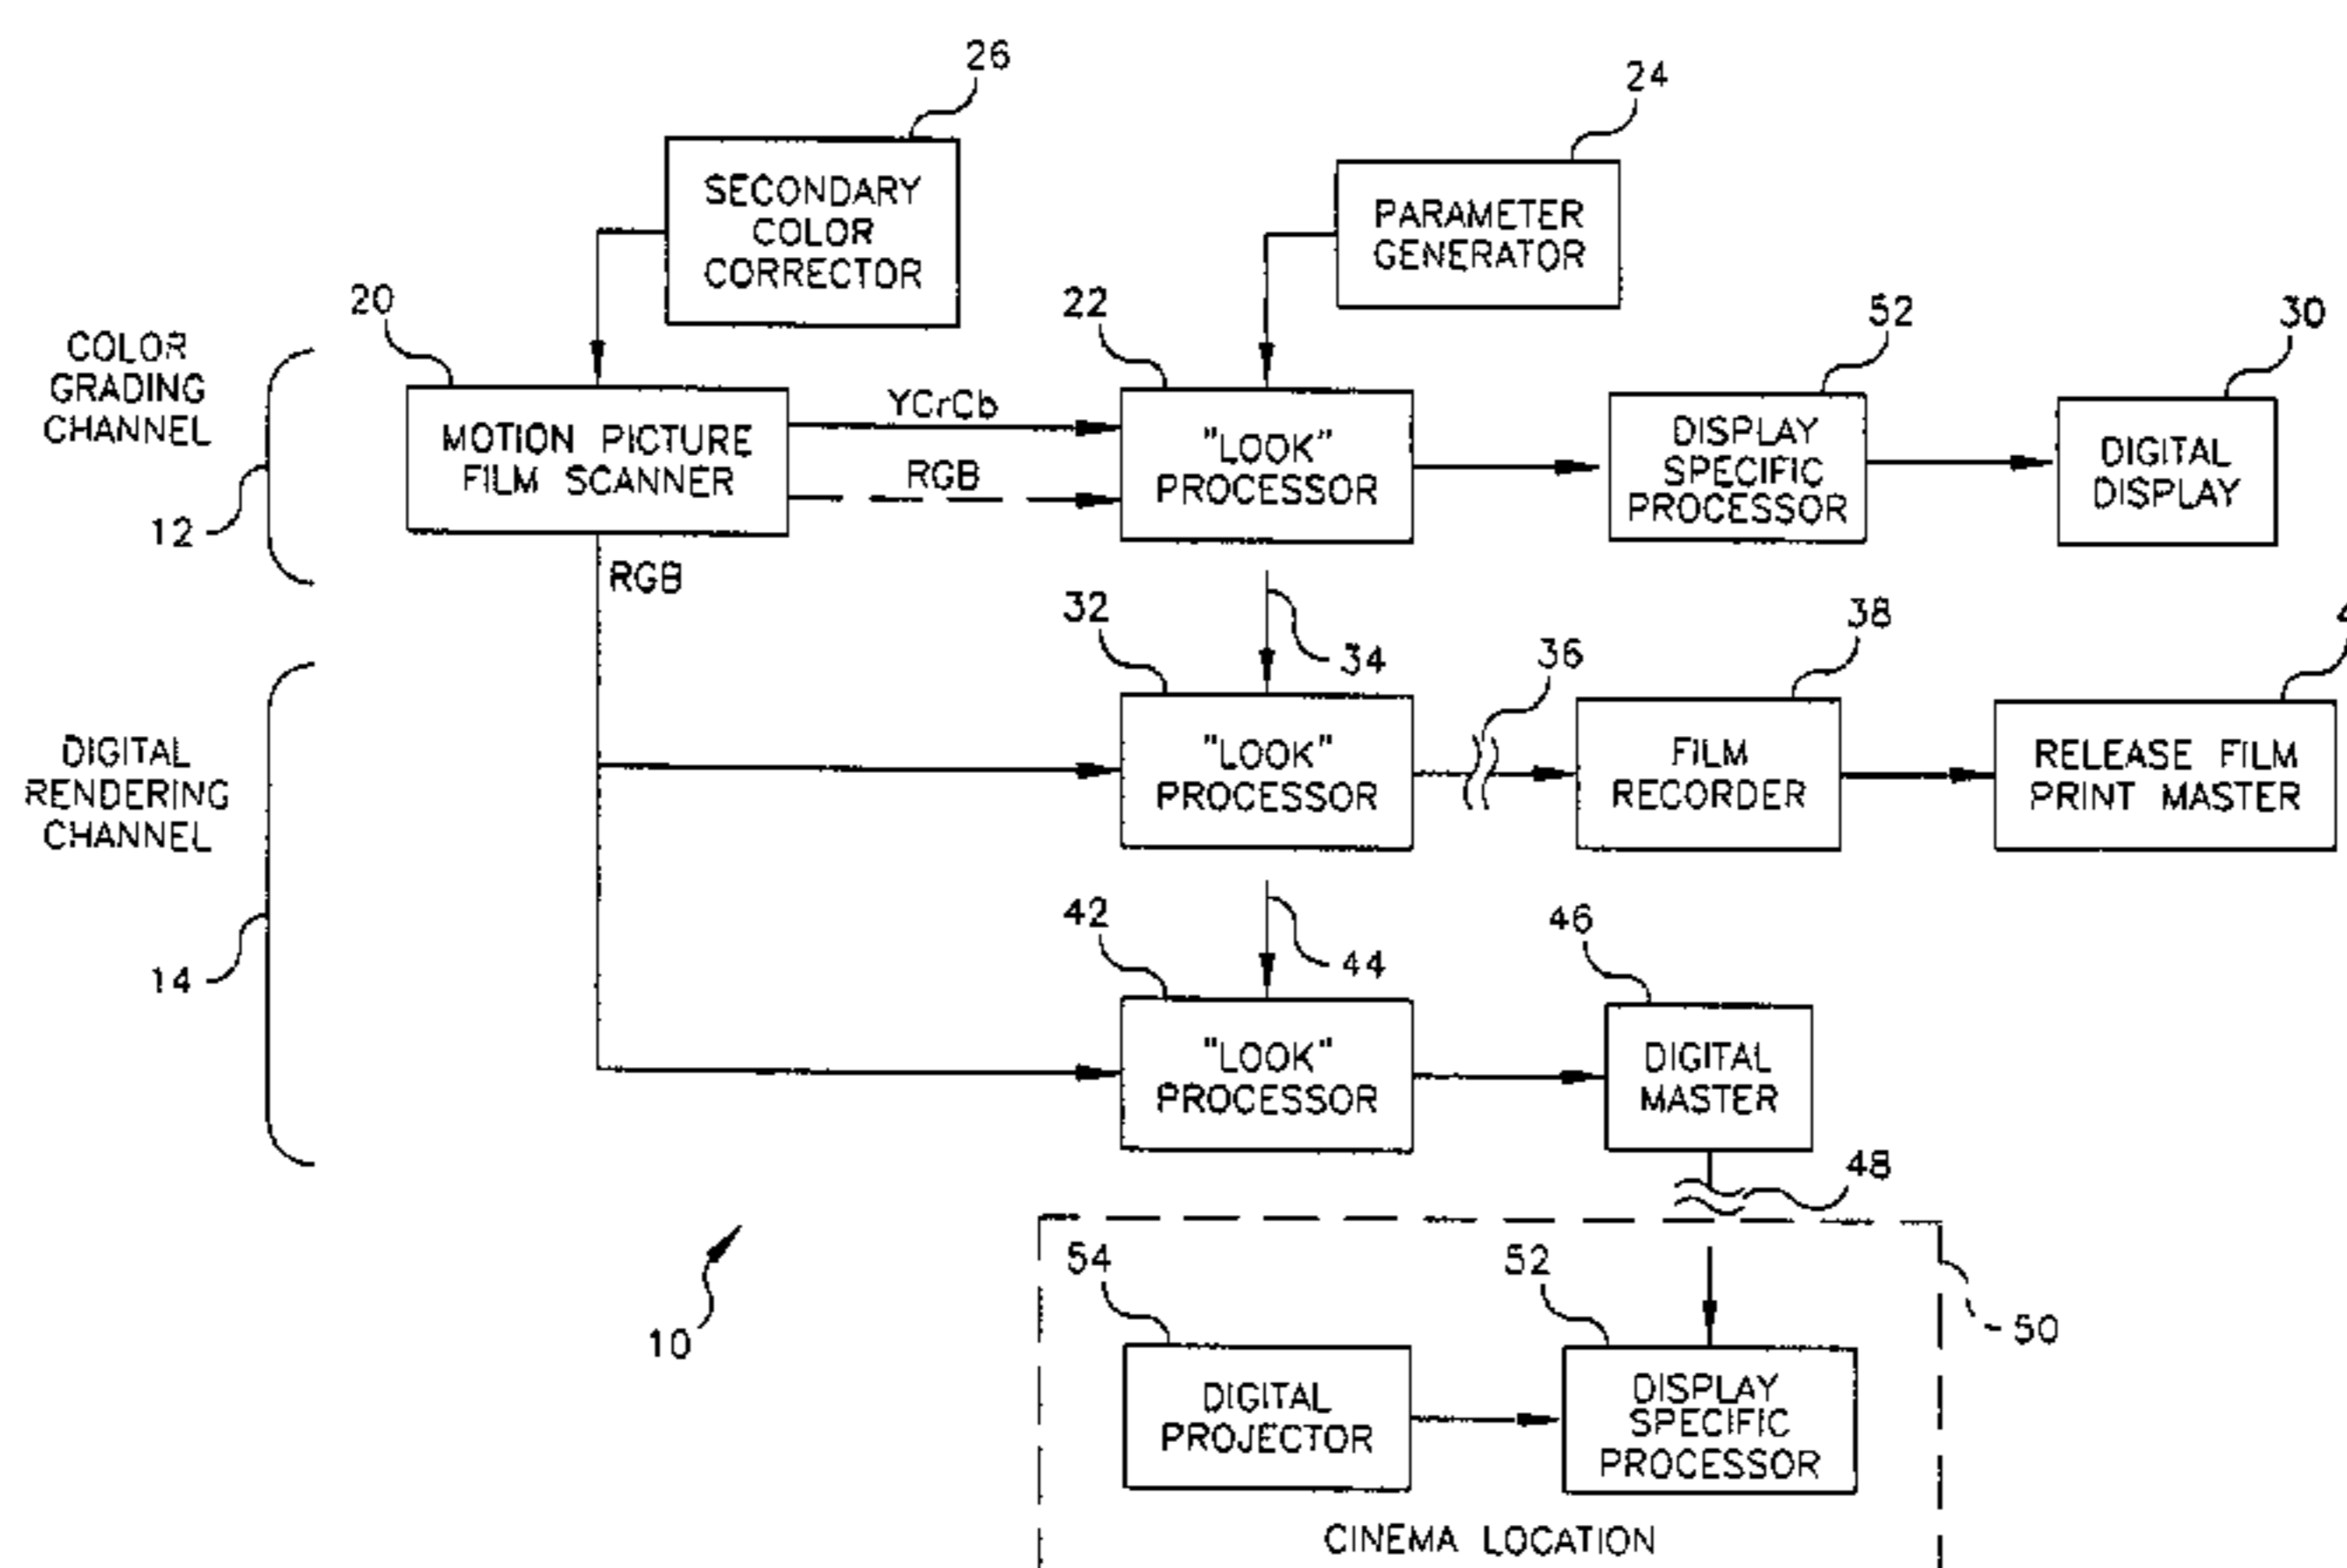 26
24
SECONDARY
COLOR
CORRECTOR
PARAMETER
GENERATOR
20
22
52
30
COLOR
GRADING
CHANNEL
12
MOTION PICTURE
FILM SCANNER
YCrCb
RGB
"LOOK"
PROCESSOR
DISPLAY
SPECIFIC
PROCESSOR
DIGITAL
DISPLAY
RGB
32
34
36
38
DIGITAL
RENDERING
CHANNEL
14
"LOOK"
PROCESSOR
FILM
RECORDER
RELEASE FILM
PRINT MASTER
42
44
46
"LOOK"
PROCESSOR
DIGITAL
MASTER
48
10
54
52
50
DIGITAL
PROJECTOR
DISPLAY
SPECIFIC
PROCESSOR
CINEMA LOCATION